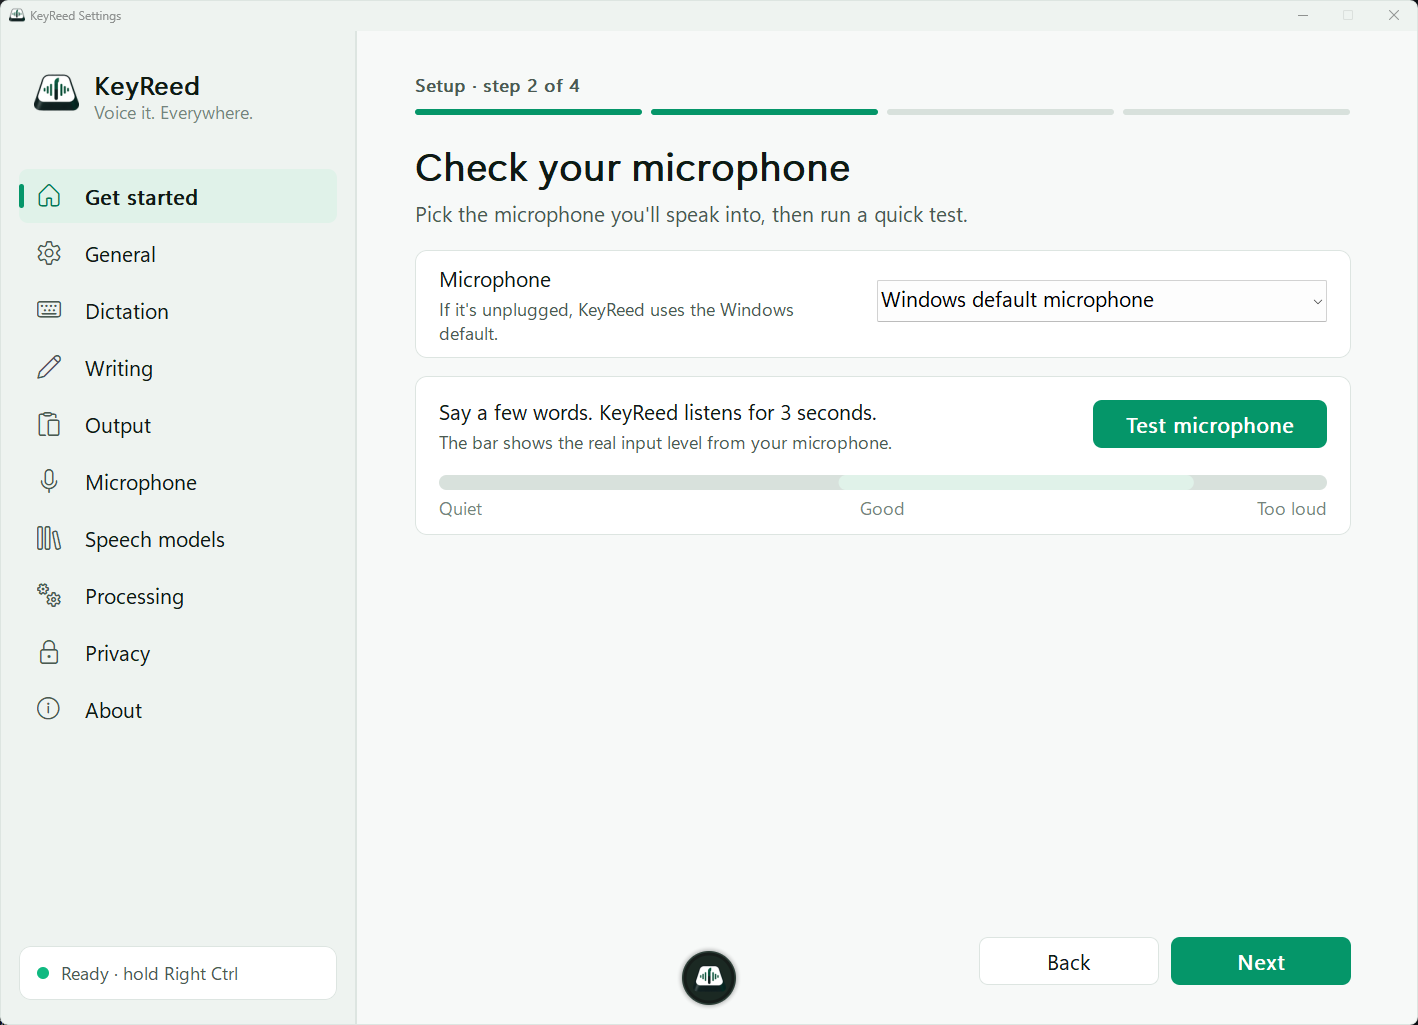 KeyReed Settings
KeyReed
Voice it. Everywhere.
Get started
General
Dictation
Writing
Output
Microphone
Speech models
Processing
Privacy
About
Ready · hold Right Ctrl
Setup · step 2 of 4
Check your microphone
Pick the microphone you'll speak into, then run a quick test.
Microphone
If it's unplugged, KeyReed uses the Windows
default.
Windows default microphone
Say a few words. KeyReed listens for 3 seconds.
The bar shows the real input level from your microphone.
Test microphone
Quiet
Good
Too loud
Back
Next